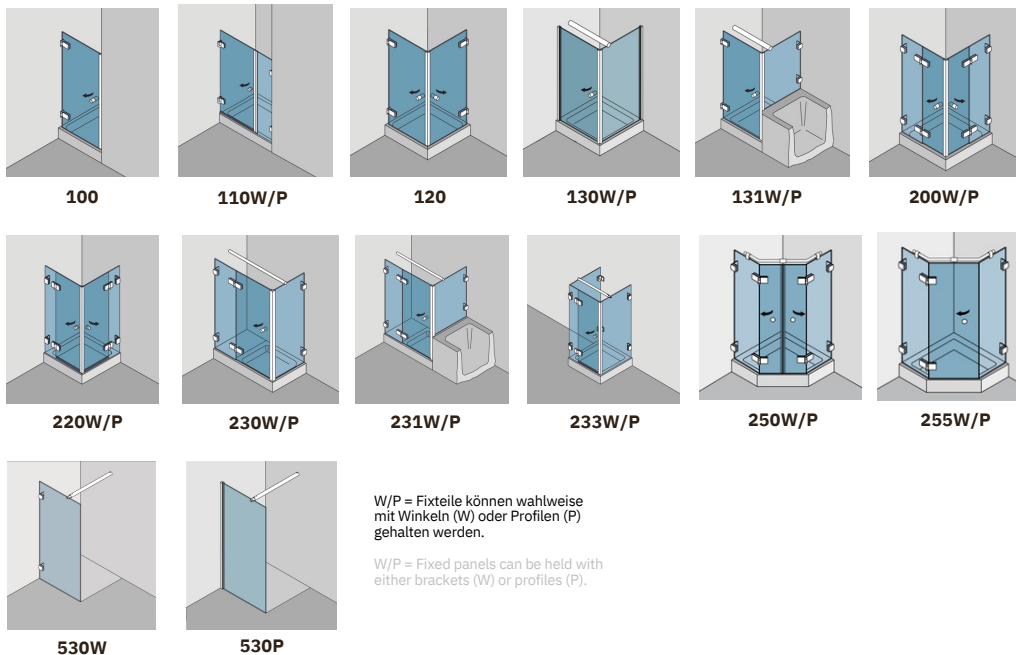 100
110W/P
120
130W/P
131W/P
200W/P
220W/P
230W/P
231W/P
233W/P
250W/P
255W/P
530W
530P
W/P = Fixteile können wahlweise
mit Winkeln (W) oder Profilen (P)
gehalten werden.
W/P = Fixed panels can be held with
either brackets (W) or profiles (P).